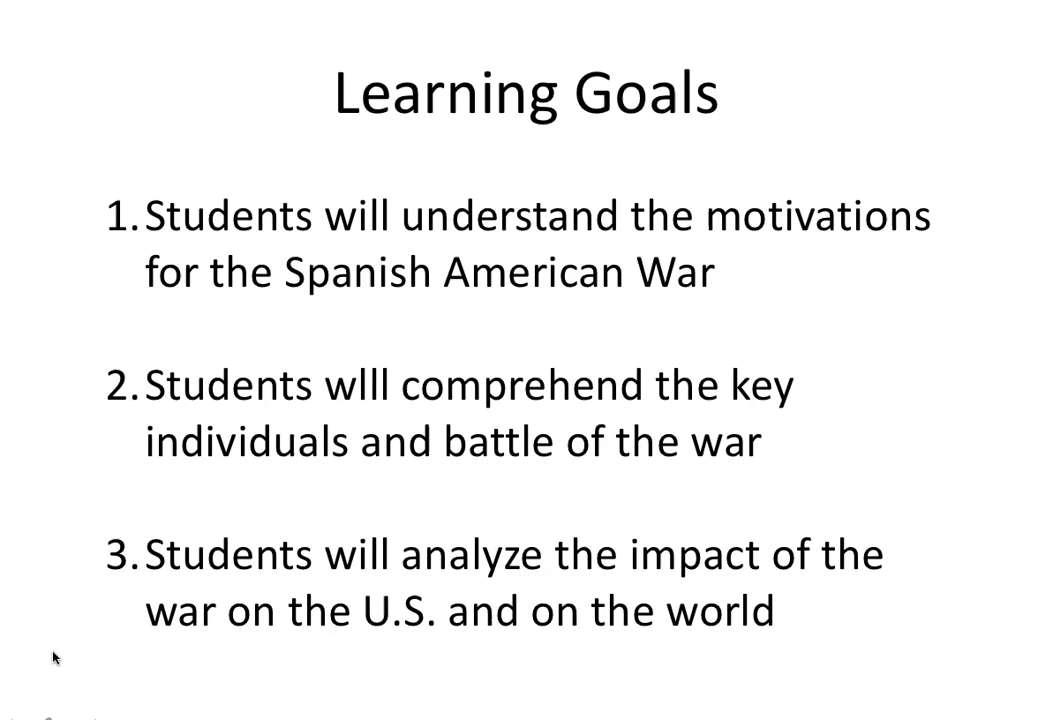 Learning Goals
1. Students will understand the motivations
for the Spanish American War
2. Students wlll comprehend the key
individuals and battle of the war
3. Students will analyze the impact of the
war on the U.S. and on the world